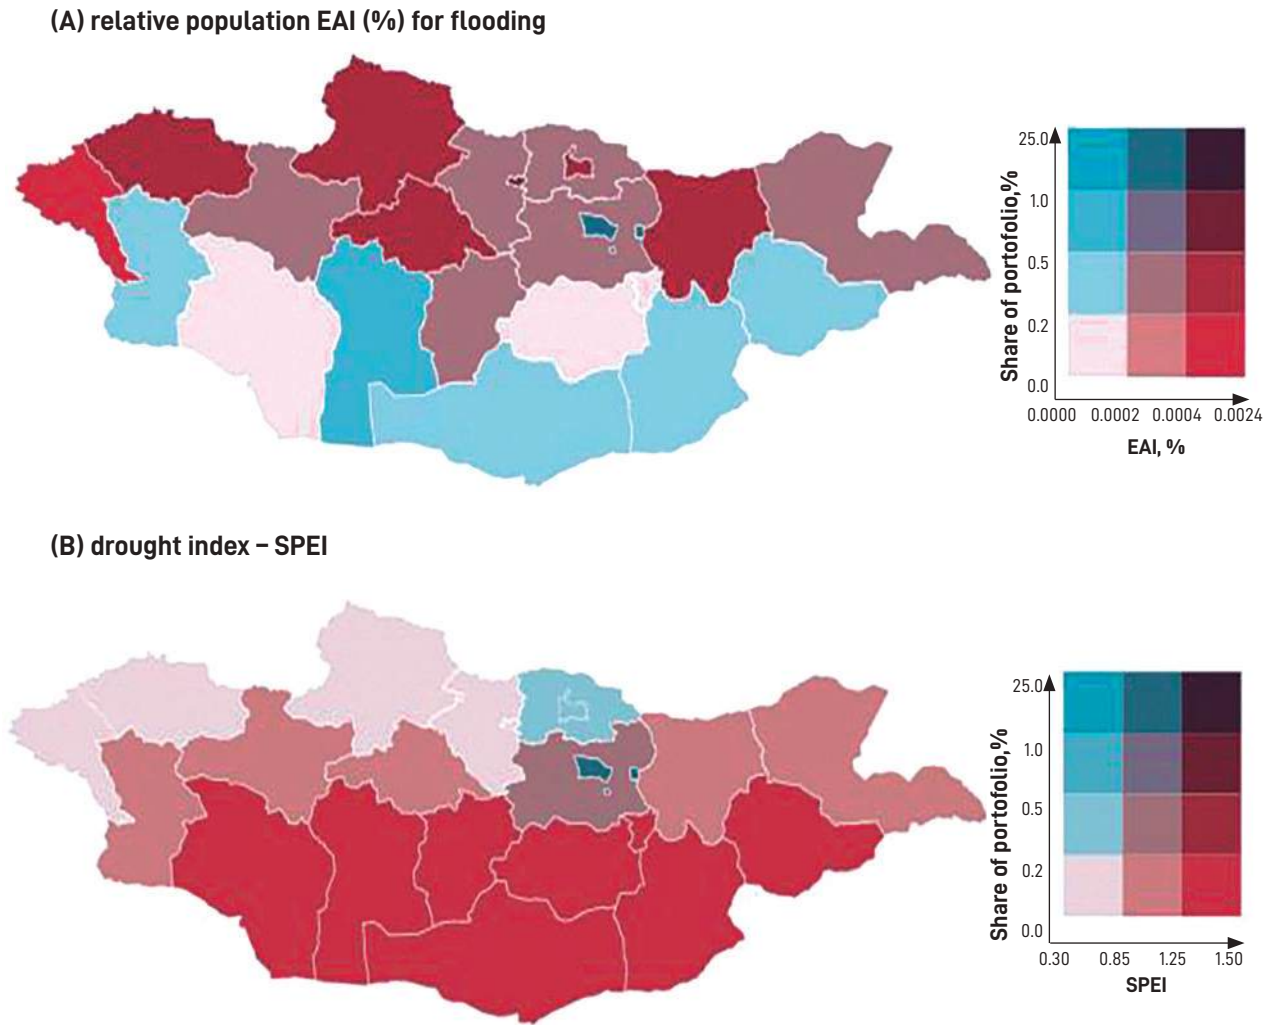 (A) relative population EAI (%) for flooding
Share of portofolio,%
25.0
1.0
0.5
0.2
0.0
0.0000 0.0002 0.0004 0.0024
EAI, %
(B) drought index – SPEI
Share of portofolio,%
25.0
1.0
0.5
0.2
0.0
0.30 0.85 1.25 1.50
SPEI